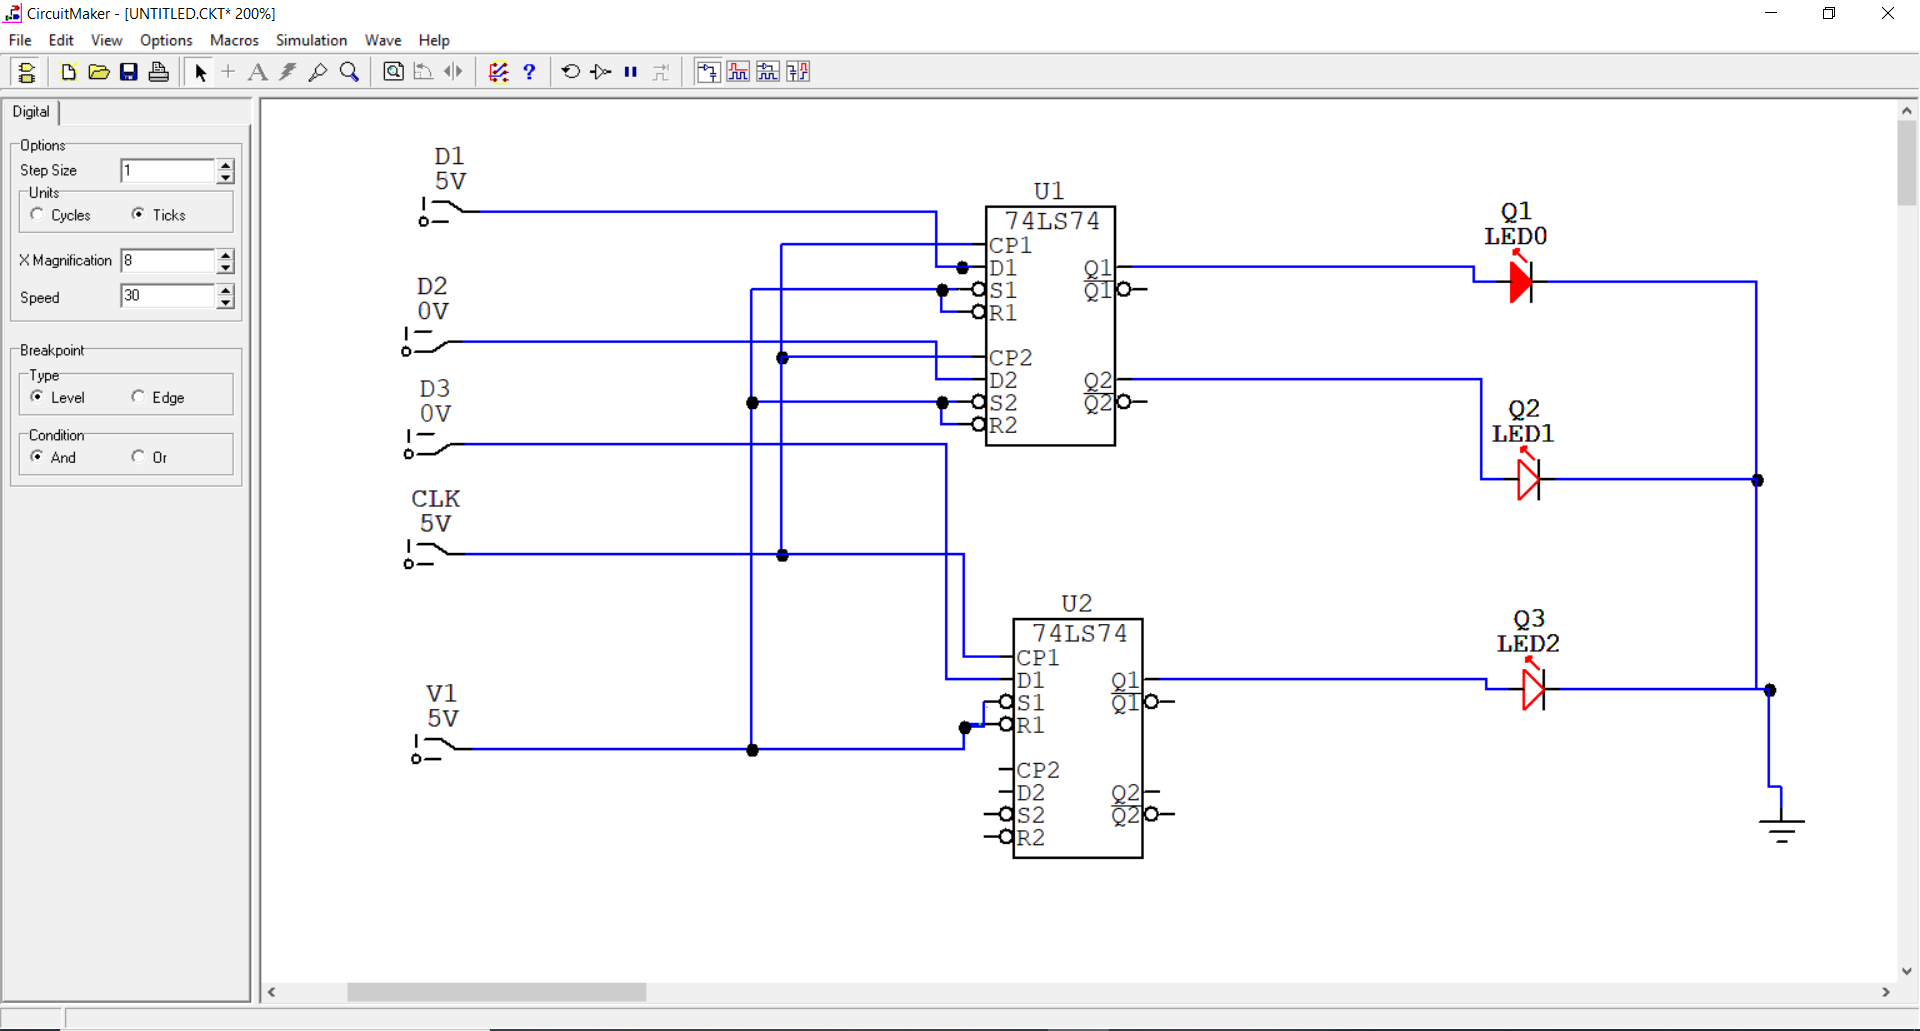 CircuitMaker - [UNTITLED.CKT* 200%]
File Edit View Options Macros Simulation Wave Help
Digital
Options
Step Size 1
Units
Cycles Ticks
X Magnification 8
Speed 30
Breakpoint
Type
Level Edge
Condition
And Or
D1
5V
D2
0V
D3
0V
CLK
5V
V1
5V
U1
74LS74
CP1
D1 Q1
S1 Q1
R1
CP2
D2 Q2
S2 Q2
R2
U2
74LS74
CP1
D1 Q1
S1 Q1
R1
CP2
D2 Q2
S2 Q2
R2
Q1
LED0
Q2
LED1
Q3
LED2